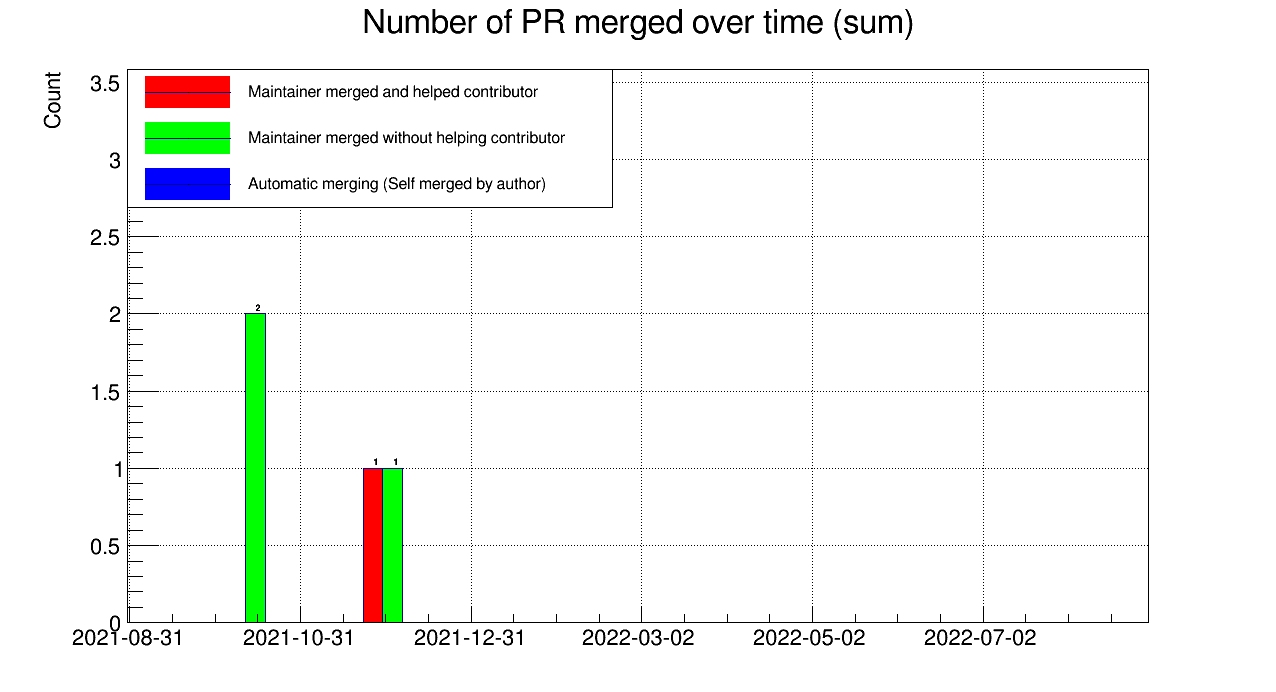 Number of PR merged over time (sum)
Count
3.5
3
2.5
2
1.5
1
0.5
0
Maintainer merged and helped contributor
Maintainer merged without helping contributor
Automatic merging (Self merged by author)
2
1 1
2021-08-31 2021-10-31 2021-12-31 2022-03-02 2022-05-02 2022-07-02